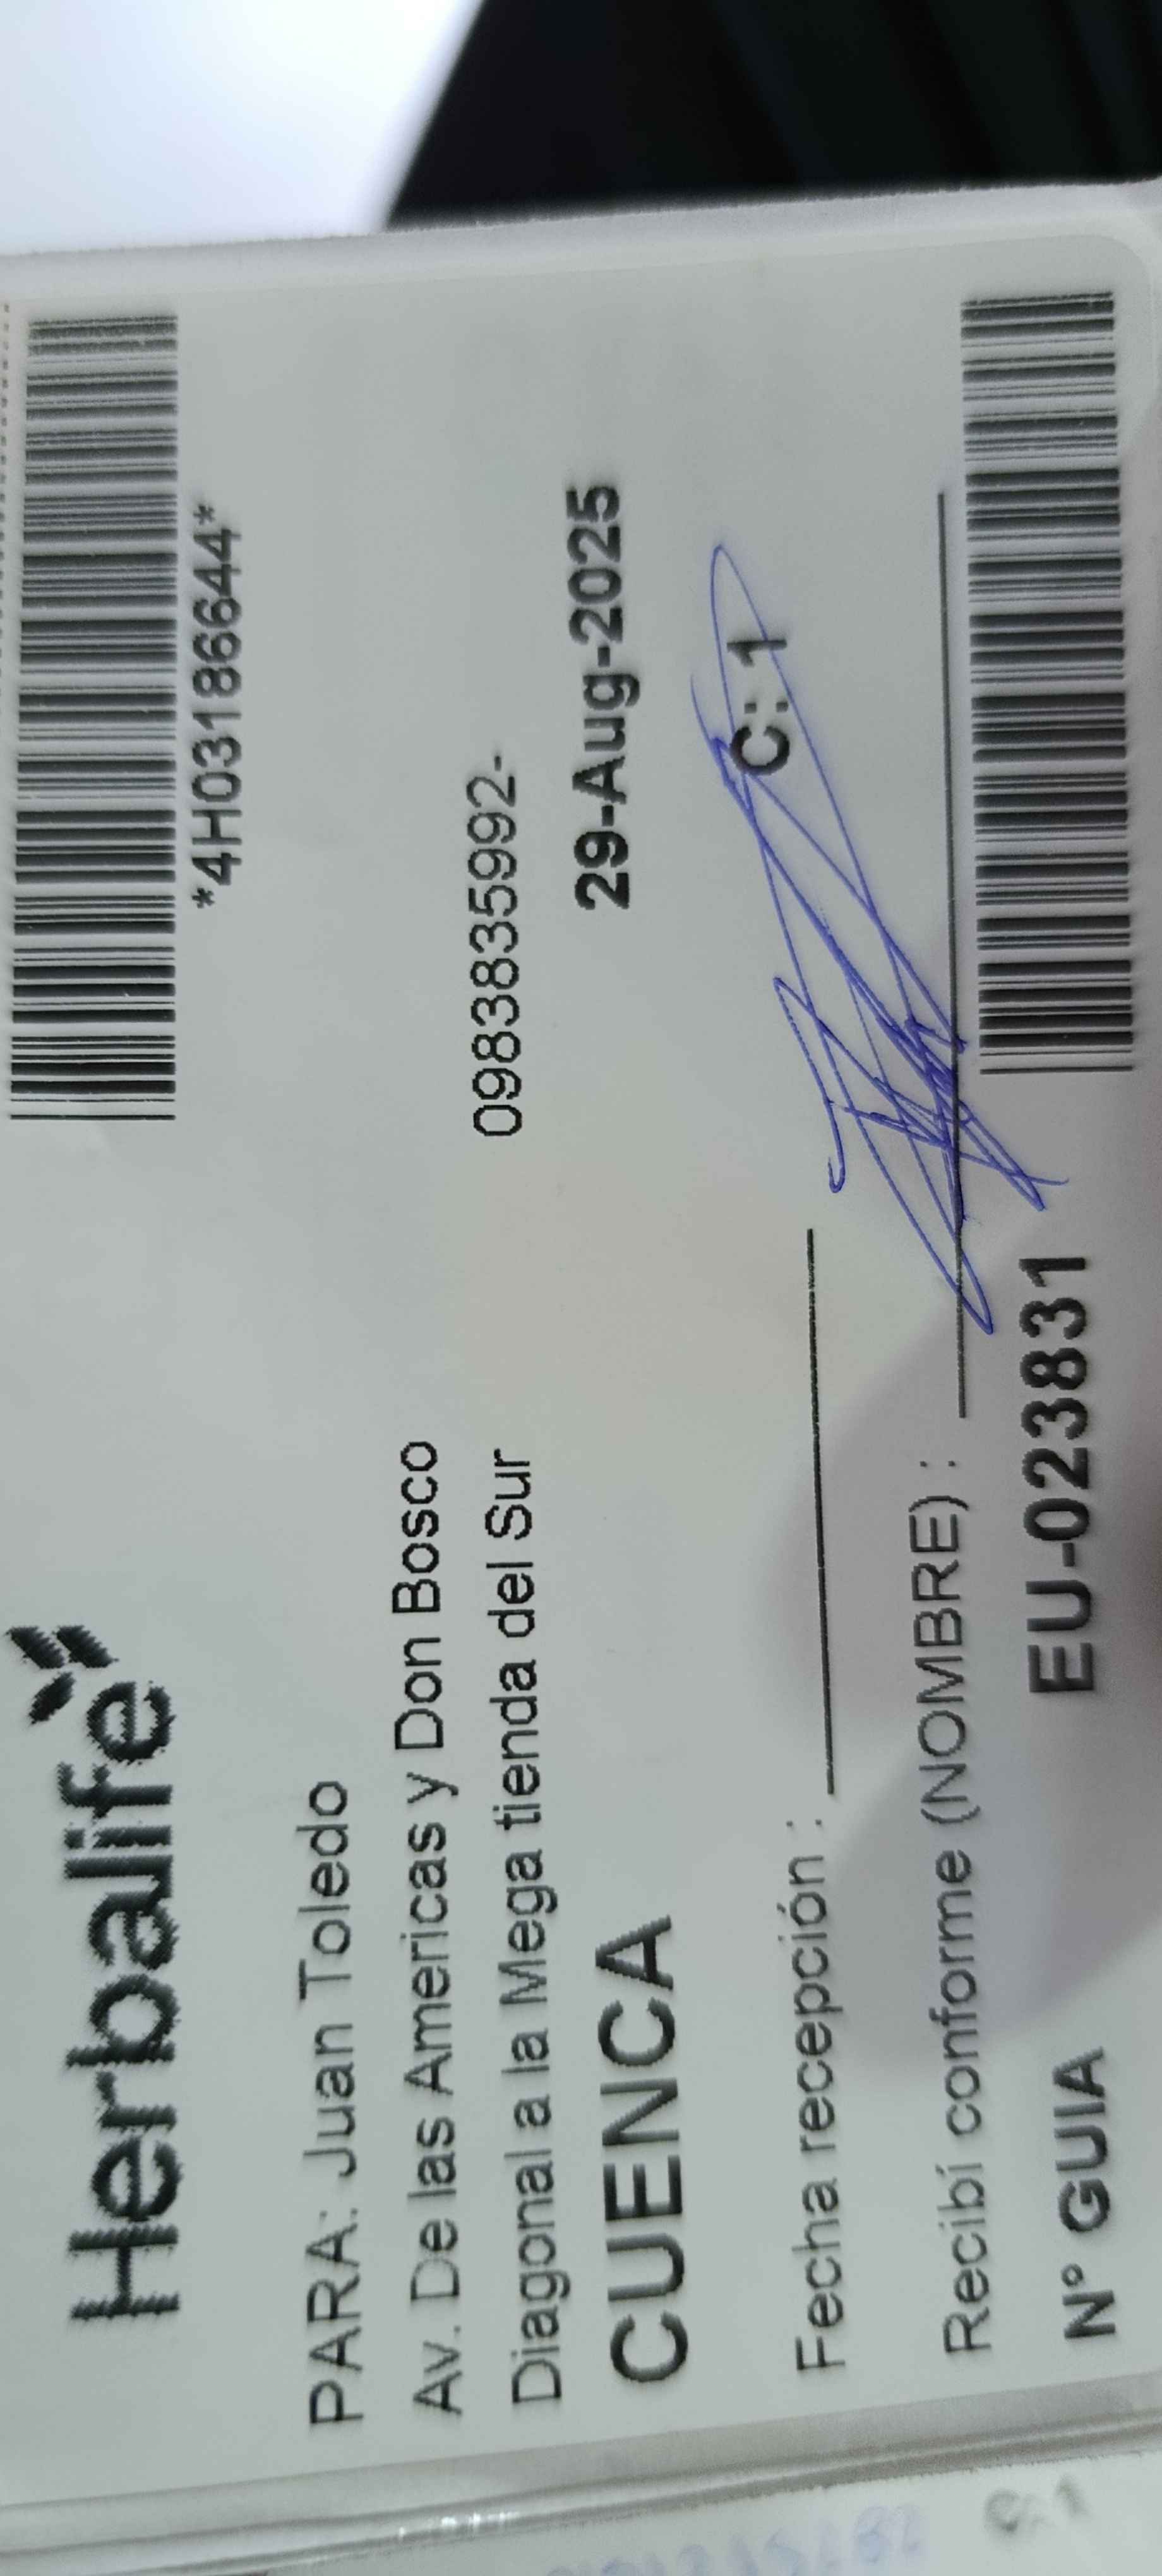 Herbalife
*4H0318644*
PARA: Juan Toledo
Av. De las Americas y Don Bosco
Diagonal a la Mega tienda del Sur 0983835992-
CUENCA 29-Aug-2025
Fecha recepción : C: 1
Recibí conforme (NOMBRE) :
Nº GUIA EU-023831